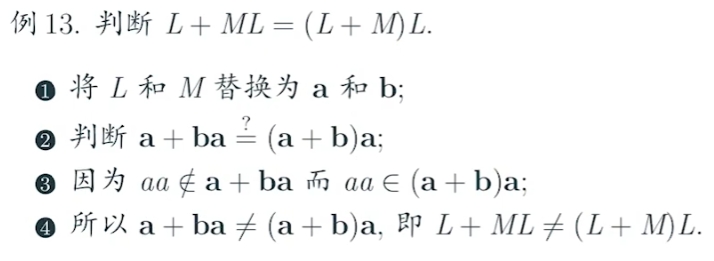 例 13. 判断 L + ML = (L + M)L.
❶ 将 L 和 M 替换为 a 和 b;
❷ 判断 a + ba ≟ (a + b)a;
❸ 因为 aa ∉ a + ba 而 aa ∈ (a + b)a;
❹ 所以 a + ba ≠ (a + b)a, 即 L + ML ≠ (L + M)L.